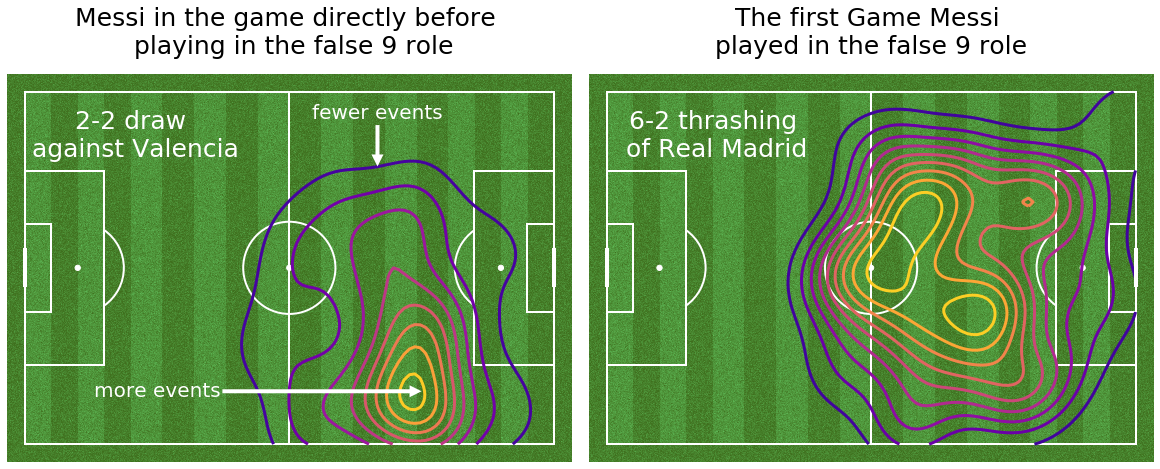 Messi in the game directly before
playing in the false 9 role
2-2 draw
against Valencia
fewer events
more events
The first Game Messi
played in the false 9 role
6-2 thrashing
of Real Madrid